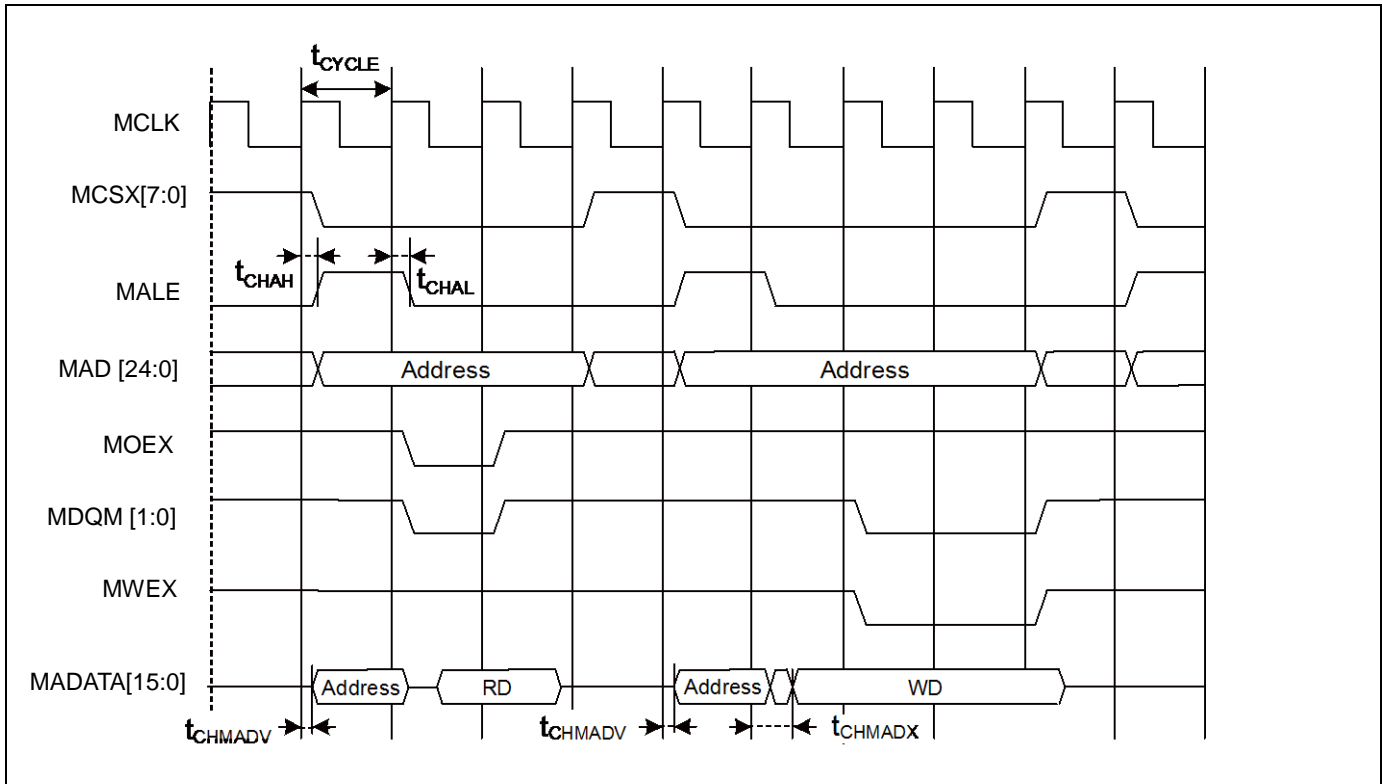 tCYCLE
MCLK
MCSX[7:0]
tCHAH
tCHAL
MALE
MAD [24:0]
Address
Address
MOEX
MDQM [1:0]
MWEX
MADATA[15:0]
Address
RD
Address
WD
tCHMADV
tCHMADV
tCHMADX